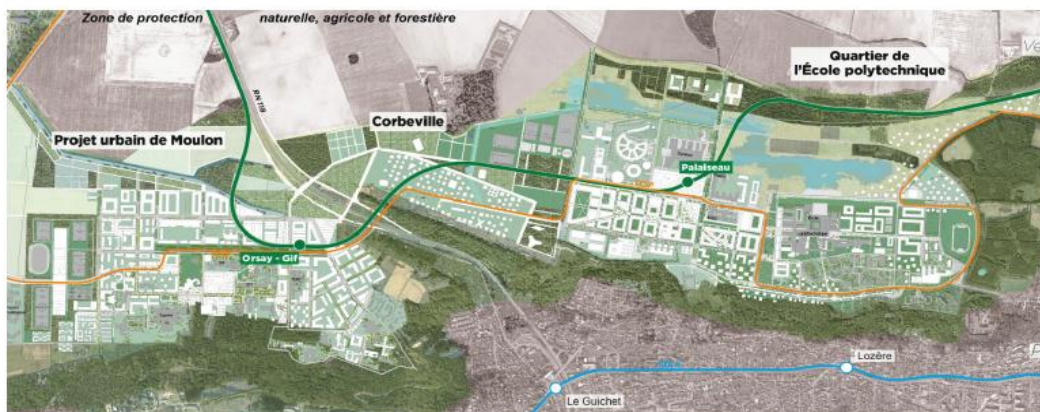 Zone de protection naturelle, agricole et forestière
RN 118
Quartier de
l'École polytechnique
Corbeville
Projet urbain de Moulon
Palaiseau
Orsay - Gif
Lozère
Le Guichet